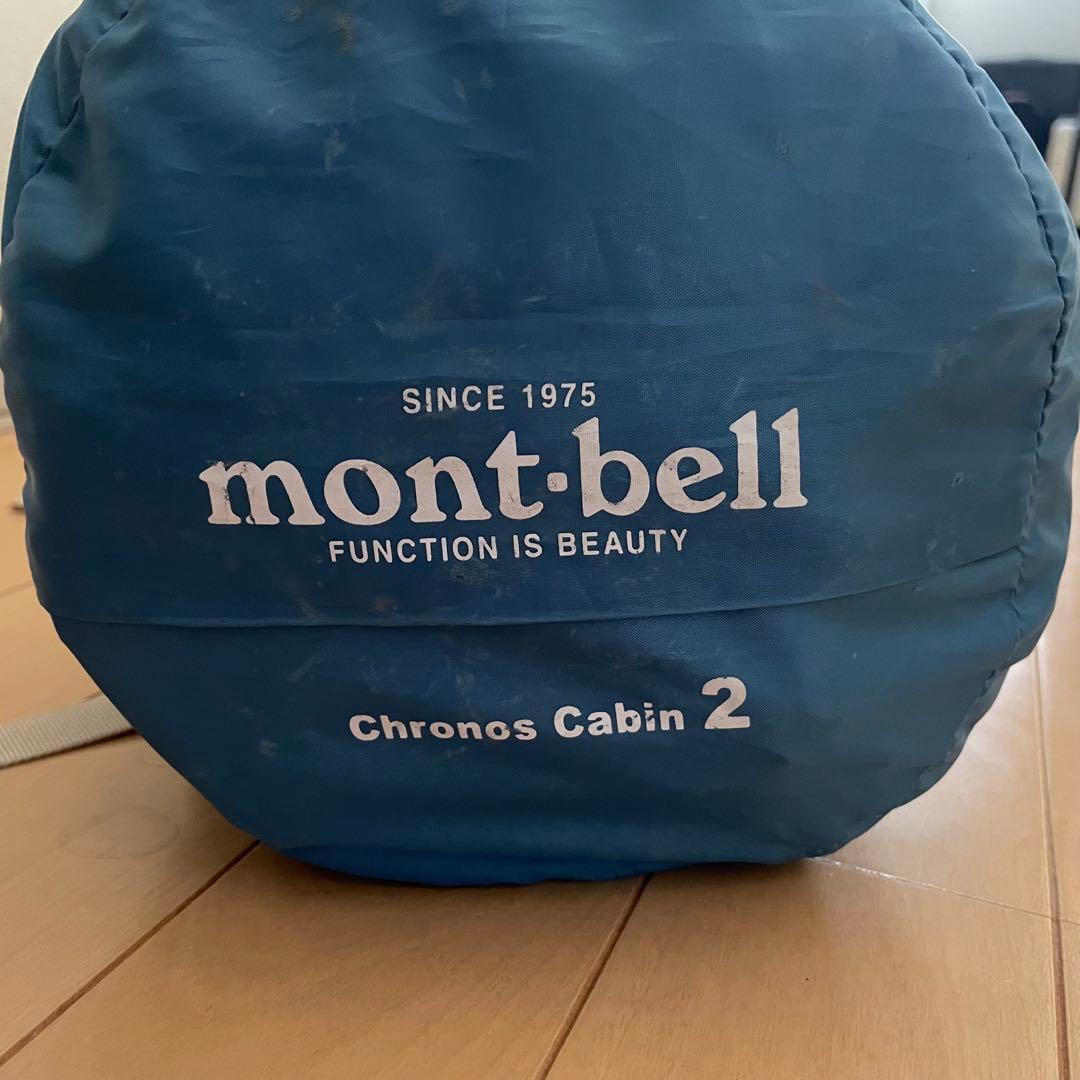 SINCE 1975
mont·bell
FUNCTION IS BEAUTY
Chronos Cabin 2